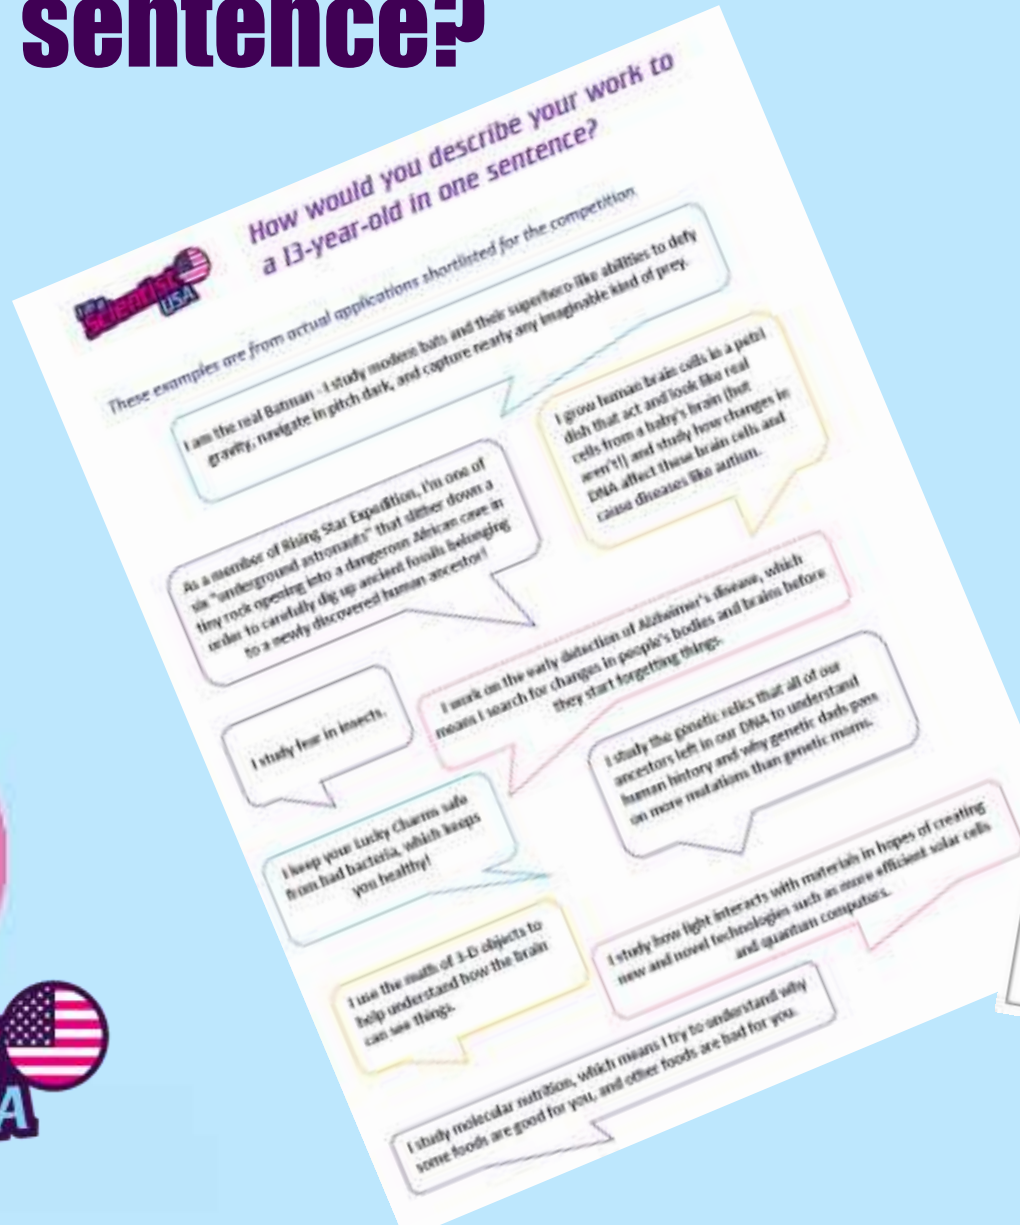 sentence?
How would you describe your work to
a 13-year-old in one sentence?
I'm a
Scientist
USA
These examples are from actual applications shortlisted for the competition
I am the real Batman - I study modern bats and their superhero-like abilities to defy
gravity, navigate in pitch dark, and capture nearly any imaginable kind of prey.
I grow human brain cells in a petri
dish that act and look like real
cells from a baby's brain (but
aren't!) and study how changes in
DNA affect these brain cells and
cause diseases like autism.
As a member of Rising Star Expedition, I'm one of
six "underground astronauts" that slither down a
tiny rock opening into a dangerous African cave in
order to carefully dig up ancient fossils belonging
to a newly discovered human ancestor!
I work on the early detection of Alzheimer's disease, which
means I search for changes in people's bodies and brains before
they start forgetting things.
I study fear in insects.
I study the genetic relics that all of our
ancestors left in our DNA to understand
human history and why genetic dads pass
on more mutations than genetic moms.
I keep your Lucky Charms safe
from bad bacteria, which keeps
you healthy!
I study how light interacts with materials in hopes of creating
new and novel technologies such as more efficient solar cells
and quantum computers.
I use the math of 3-D objects to
help understand how the brain
can see things.
I study molecular nutrition, which means I try to understand why
some foods are good for you, and other foods are bad for you.
A